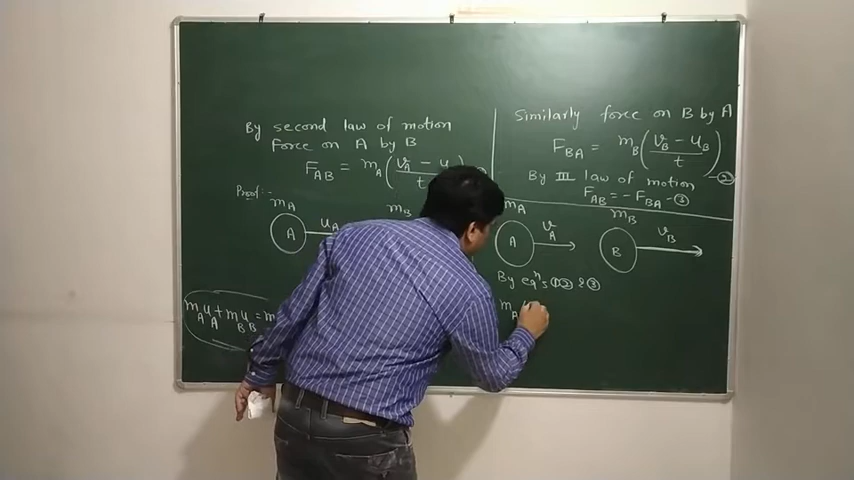 By second law of motion
Force on A by B
F_AB = m_A (v_A - u
t
Proof:-
m_A
A
u_A
m_B
m_A u_A + m_B u_B = m
Similarly force on B by A
F_BA = m_B ( (v_B - u_B) / t ) - ②
By III law of motion
F_AB = - F_BA - ③
m_A
A
v_A
m_B
B
v_B
By eqⁿs ① ② & ③
m_A